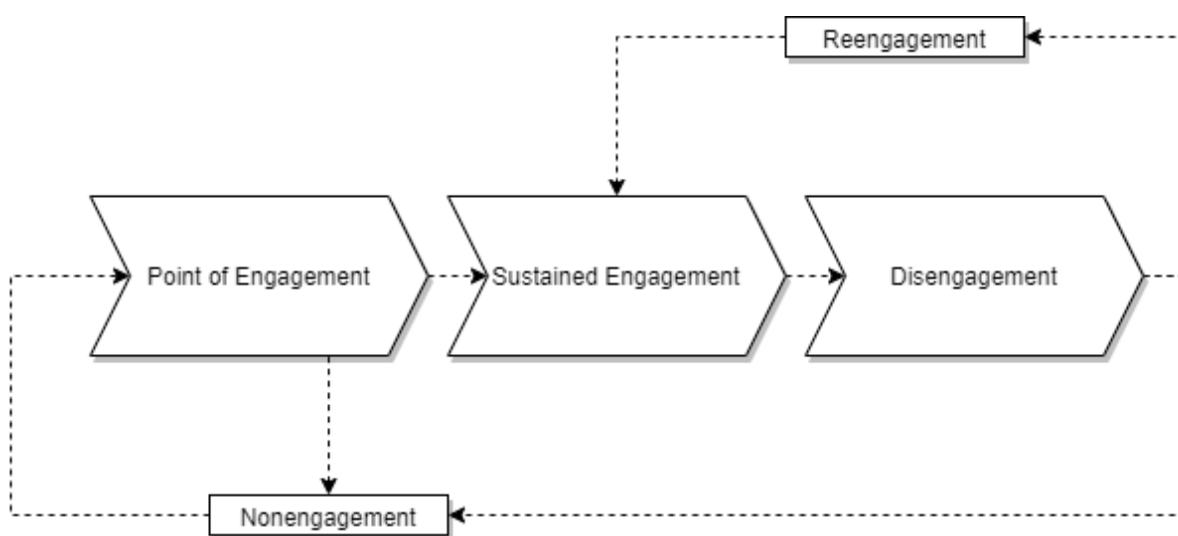 Reengagement
Point of Engagement
Sustained Engagement
Disengagement
Nonengagement